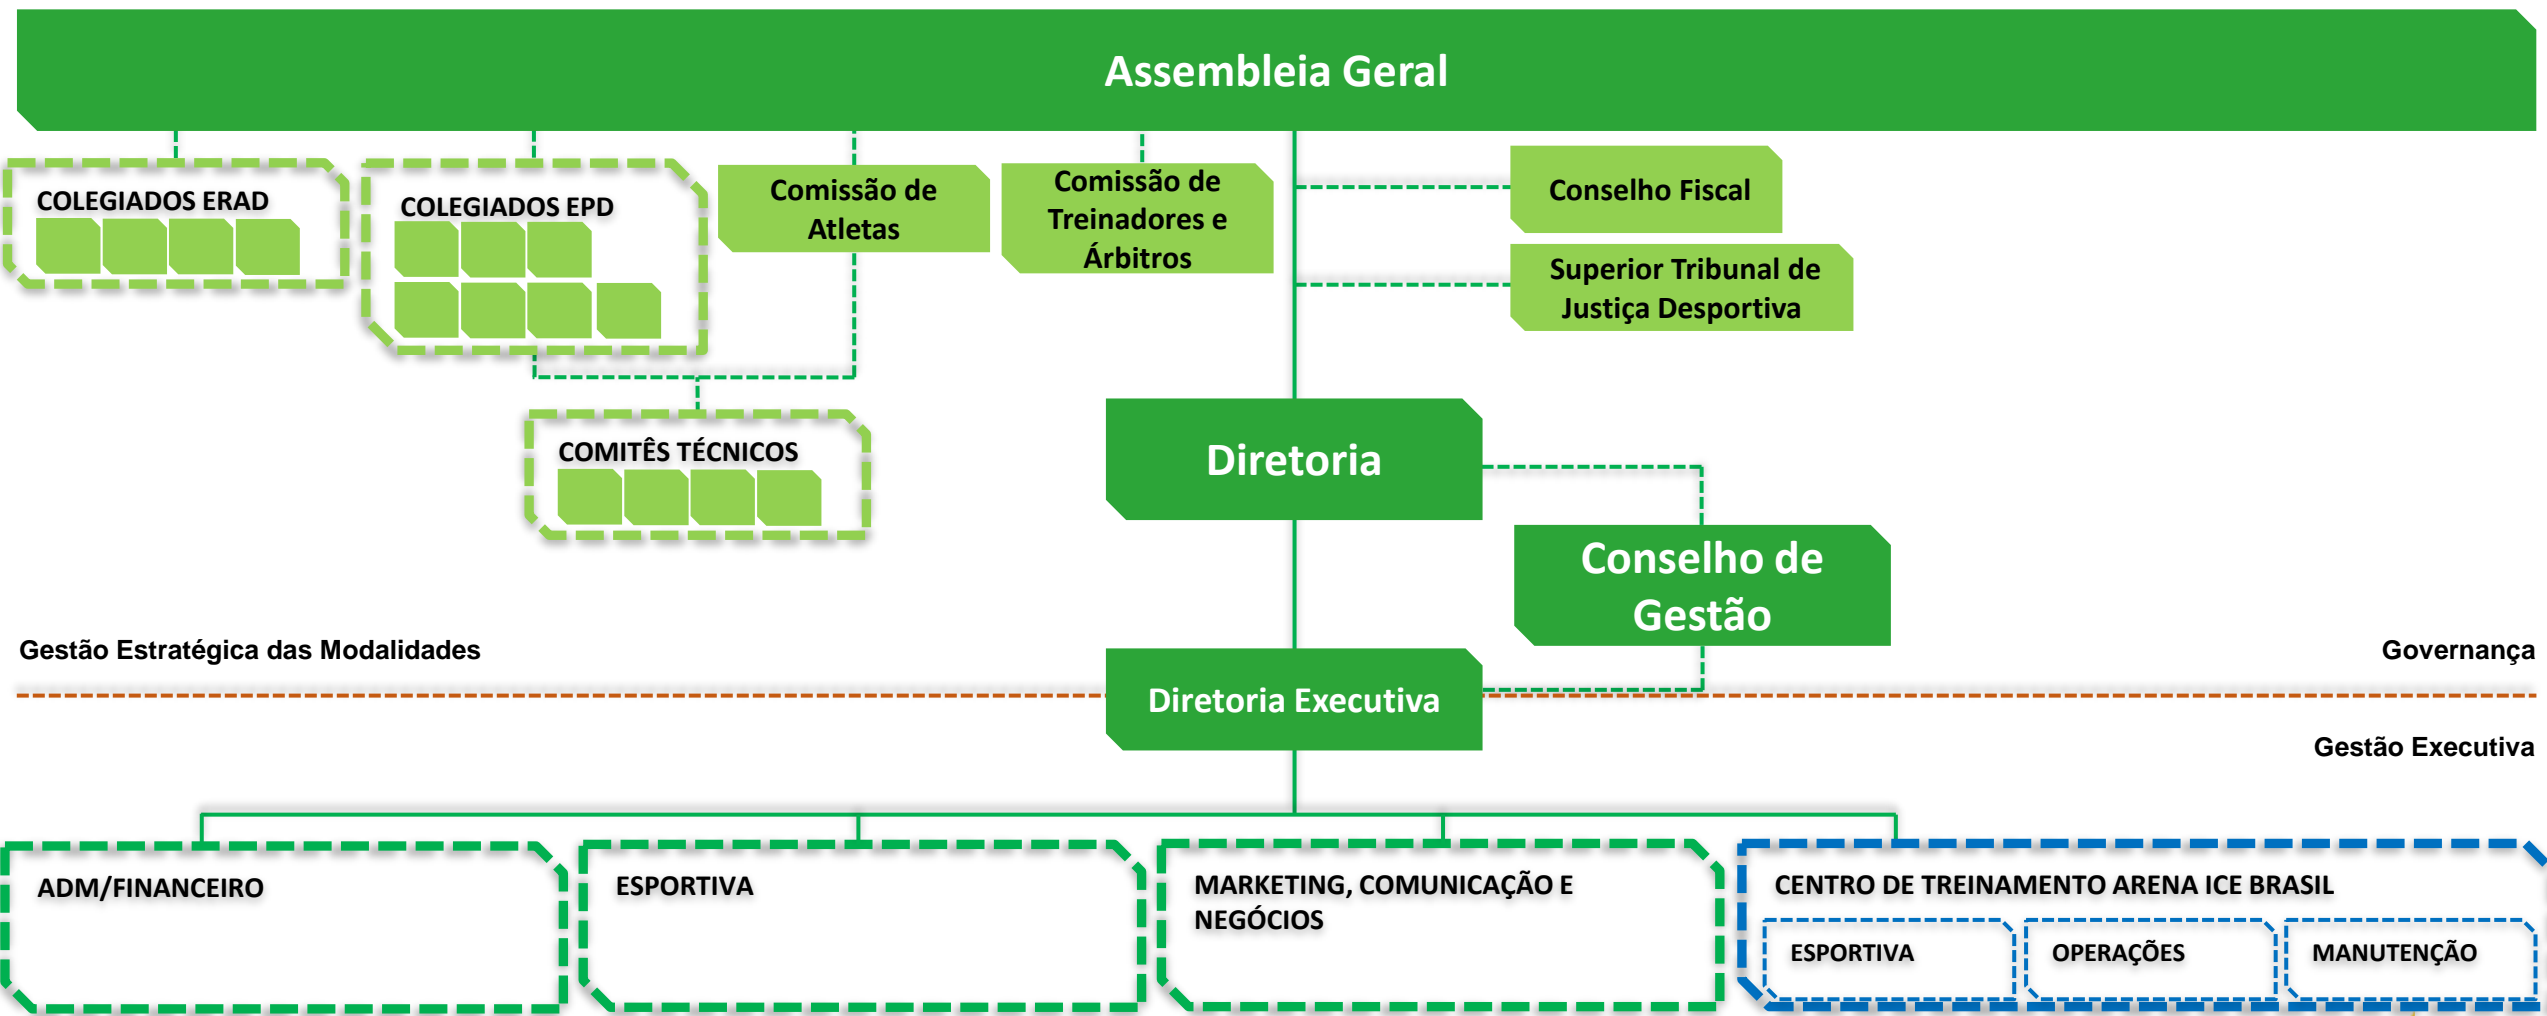 Assembleia Geral
COLEGIADOS ERAD
COLEGIADOS EPD
Comissão de
Atletas
Comissão de
Treinadores e
Árbitros
Conselho Fiscal
Superior Tribunal de
Justiça Desportiva
COMITÊS TÉCNICOS
Diretoria
Conselho de
Gestão
Gestão Estratégica das Modalidades
Governança
Diretoria Executiva
Gestão Executiva
ADM/FINANCEIRO
ESPORTIVA
MARKETING, COMUNICAÇÃO E
NEGÓCIOS
CENTRO DE TREINAMENTO ARENA ICE BRASIL
ESPORTIVA
OPERAÇÕES
MANUTENÇÃO